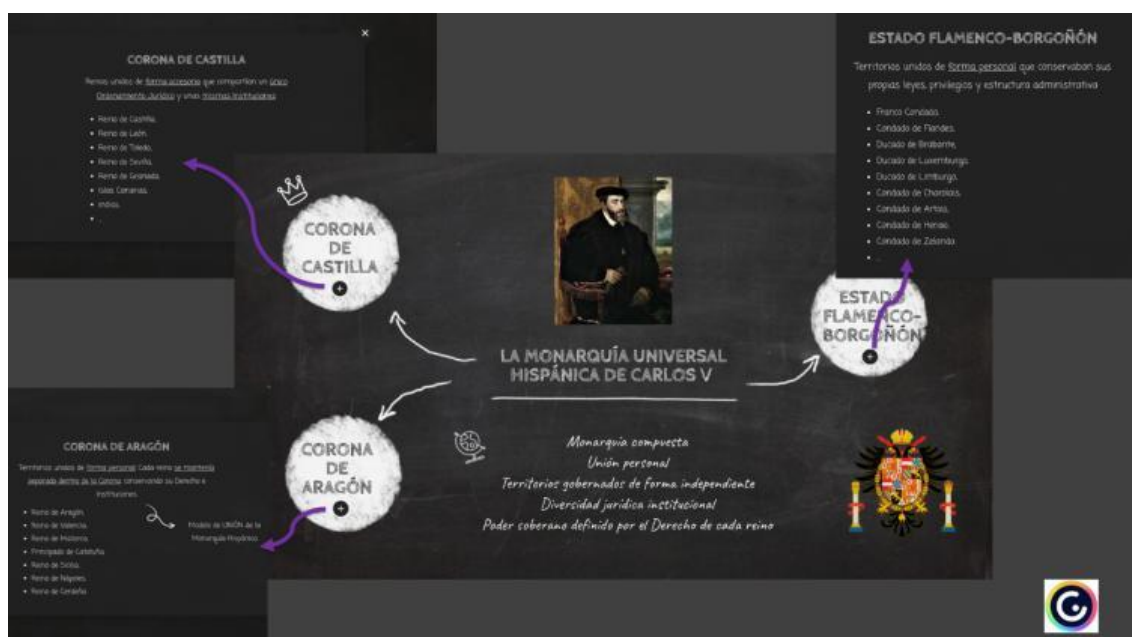 CORONA DE CASTILLA
Reinos unidos de forma accesoria que compartían un único
Ordenamiento Jurídico y unas mismas Instituciones
• Reino de Castilla,
• Reino de León,
• Reino de Toledo,
• Reino de Sevilla,
• Reino de Granada,
• Islas Canarias,
• Indias,
• ...
ESTADO FLAMENCO-BORGOÑÓN
Territorios unidos de forma personal que conservaban sus
propias leyes, privilegios y estructura administrativa
• Franco Condado,
• Condado de Flandes,
• Ducado de Brabante,
• Ducado de Luxemburgo,
• Ducado de Limburgo,
• Condado de Charolais,
• Condado de Artois,
• Condado de Henao,
• Condado de Zelanda
• ...
CORONA
DE
CASTILLA
ESTADO
FLAMENCO-
BORGOÑÓN
LA MONARQUÍA UNIVERSAL
HISPÁNICA DE CARLOS V
CORONA
DE
ARAGÓN
Monarquía compuesta
Unión personal
Territorios gobernados de forma independiente
Diversidad jurídica institucional
Poder soberano definido por el Derecho de cada reino
CORONA DE ARAGÓN
Territorios unidos de forma personal. Cada reino se mantenía
separado dentro de la Corona conservando su Derecho e
Instituciones.
• Reino de Aragón,
• Reino de Valencia,
• Reino de Mallorca,
• Principado de Cataluña,
• Reino de Sicilia,
• Reino de Nápoles,
• Reino de Cerdeña
Modelo de UNIÓN de la
Monarquía Hispánica